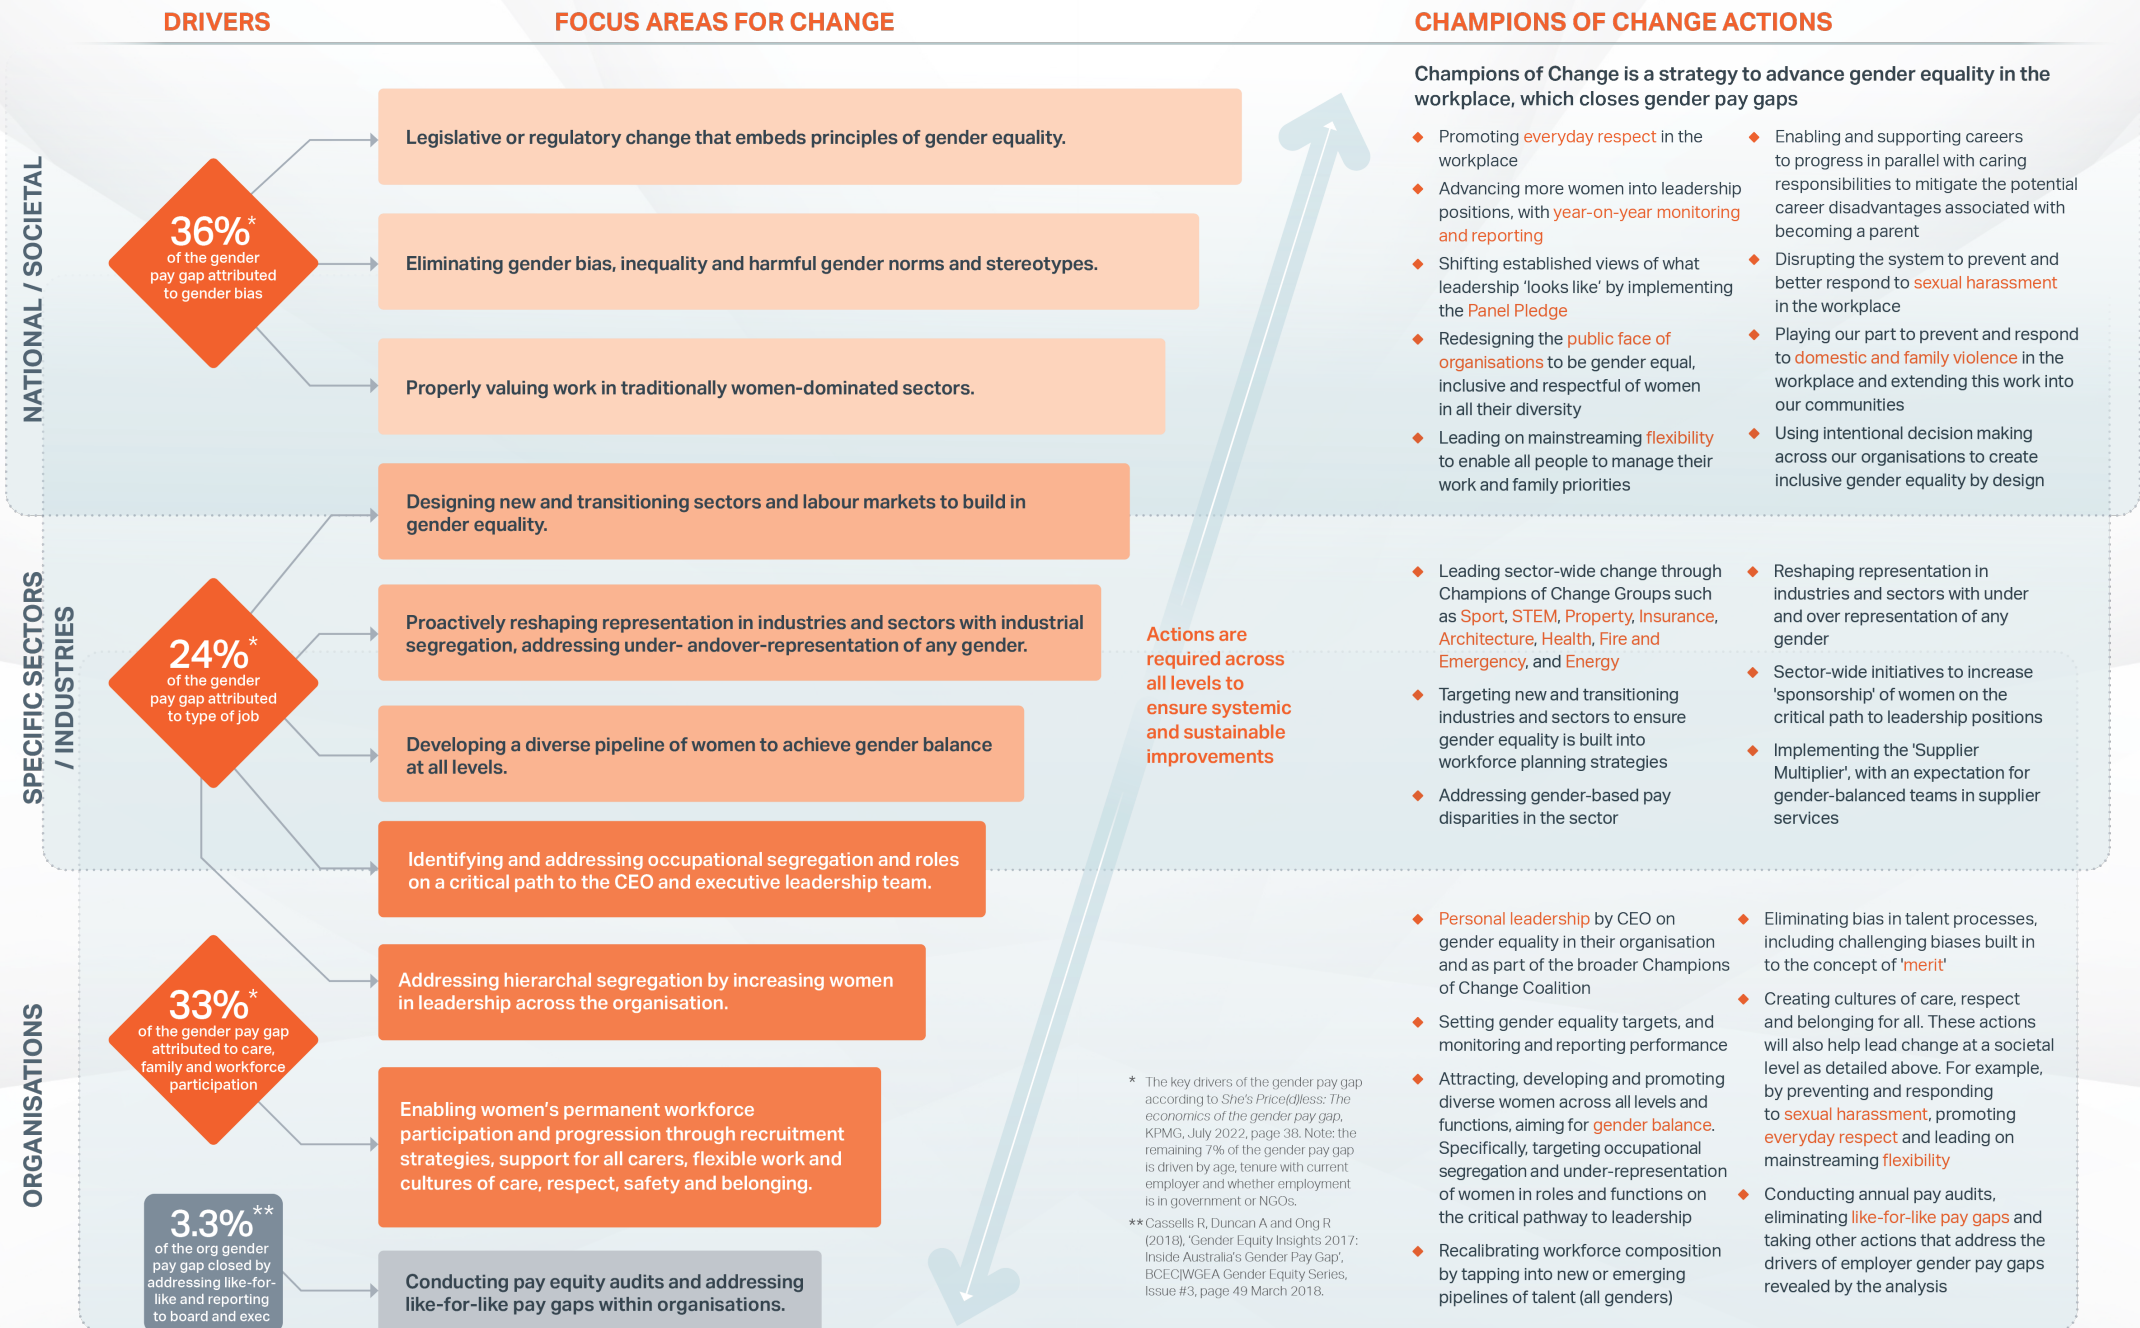 DRIVERS
FOCUS AREAS FOR CHANGE
CHAMPIONS OF CHANGE ACTIONS
NATIONAL / SOCIETAL
36%*
of the gender
pay gap attributed
to gender bias
Legislative or regulatory change that embeds principles of gender equality.
Eliminating gender bias, inequality and harmful gender norms and stereotypes.
Properly valuing work in traditionally women-dominated sectors.
Champions of Change is a strategy to advance gender equality in the
workplace, which closes gender pay gaps
Promoting everyday respect in the
workplace
Advancing more women into leadership
positions, with year-on-year monitoring
and reporting
Shifting established views of what
leadership ‘looks like’ by implementing
the Panel Pledge
Redesigning the public face of
organisations to be gender equal,
inclusive and respectful of women
in all their diversity
Leading on mainstreaming flexibility
to enable all people to manage their
work and family priorities
Enabling and supporting careers
to progress in parallel with caring
responsibilities to mitigate the potential
career disadvantages associated with
becoming a parent
Disrupting the system to prevent and
better respond to sexual harassment
in the workplace
Playing our part to prevent and respond
to domestic and family violence in the
workplace and extending this work into
our communities
Using intentional decision making
across our organisations to create
inclusive gender equality by design
SPECIFIC SECTORS
/ INDUSTRIES
24%*
of the gender
pay gap attributed
to type of job
Designing new and transitioning sectors and labour markets to build in
gender equality.
Proactively reshaping representation in industries and sectors with industrial
segregation, addressing under- andover-representation of any gender.
Developing a diverse pipeline of women to achieve gender balance
at all levels.
Identifying and addressing occupational segregation and roles
on a critical path to the CEO and executive leadership team.
Actions are
required across
all levels to
ensure systemic
and sustainable
improvements
Leading sector-wide change through
Champions of Change Groups such
as Sport, STEM, Property, Insurance,
Architecture, Health, Fire and
Emergency, and Energy
Targeting new and transitioning
industries and sectors to ensure
gender equality is built into
workforce planning strategies
Addressing gender-based pay
disparities in the sector
Reshaping representation in
industries and sectors with under
and over representation of any
gender
Sector-wide initiatives to increase
'sponsorship' of women on the
critical path to leadership positions
Implementing the 'Supplier
Multiplier', with an expectation for
gender-balanced teams in supplier
services
ORGANISATIONS
33%*
of the gender pay gap
attributed to care,
family and workforce
participation
Addressing hierarchal segregation by increasing women
in leadership across the organisation.
Enabling women’s permanent workforce
participation and progression through recruitment
strategies, support for all carers, flexible work and
cultures of care, respect, safety and belonging.
3.3%**
of the org gender
pay gap closed by
addressing like-for-
like and reporting
to board and exec
Conducting pay equity audits and addressing
like-for-like pay gaps within organisations.
* The key drivers of the gender pay gap
according to She’s Price(d)less: The
economics of the gender pay gap,
KPMG, July 2022, page 38. Note: the
remaining 7% of the gender pay gap
is driven by age, tenure with current
employer and whether employment
is in government or NGOs.
** Cassells R, Duncan A and Ong R
(2018), ‘Gender Equity Insights 2017:
Inside Australia’s Gender Pay Gap’,
BCEC|WGEA Gender Equity Series,
Issue #3, page 49 March 2018.
Personal leadership by CEO on
gender equality in their organisation
and as part of the broader Champions
of Change Coalition
Setting gender equality targets, and
monitoring and reporting performance
Attracting, developing and promoting
diverse women across all levels and
functions, aiming for gender balance.
Specifically, targeting occupational
segregation and under-representation
of women in roles and functions on
the critical pathway to leadership
Recalibrating workforce composition
by tapping into new or emerging
pipelines of talent (all genders)
Eliminating bias in talent processes,
including challenging biases built in
to the concept of 'merit'
Creating cultures of care, respect
and belonging for all. These actions
will also help lead change at a societal
level as detailed above. For example,
by preventing and responding
to sexual harassment, promoting
everyday respect and leading on
mainstreaming flexibility
Conducting annual pay audits,
eliminating like-for-like pay gaps and
taking other actions that address the
drivers of employer gender pay gaps
revealed by the analysis